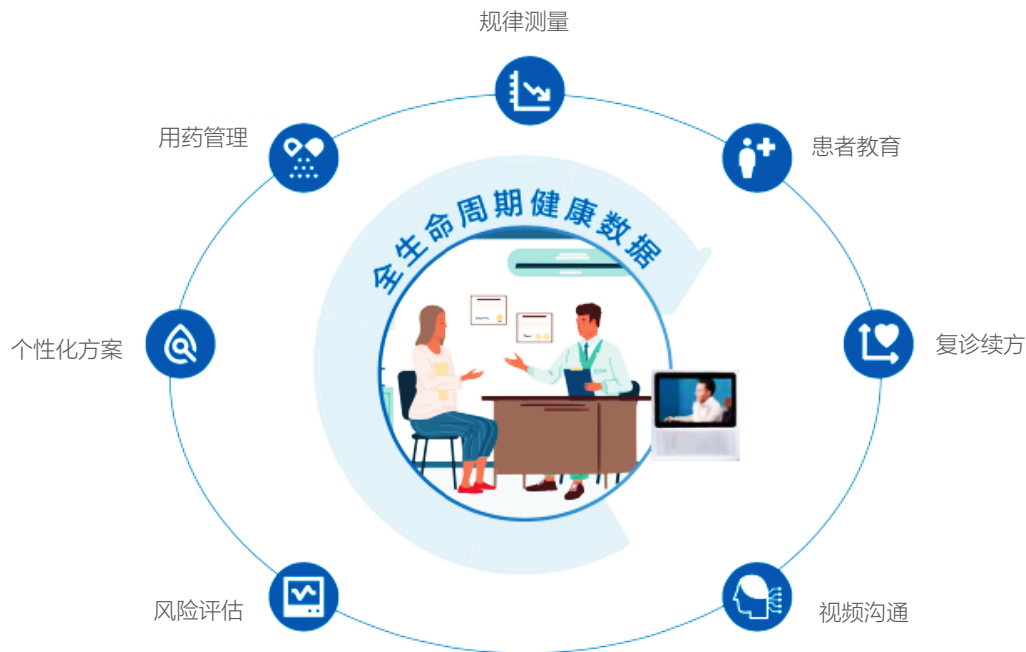 规律测量
用药管理
患者教育
全生命周期健康数据
个性化方案
复诊续方
风险评估
视频沟通